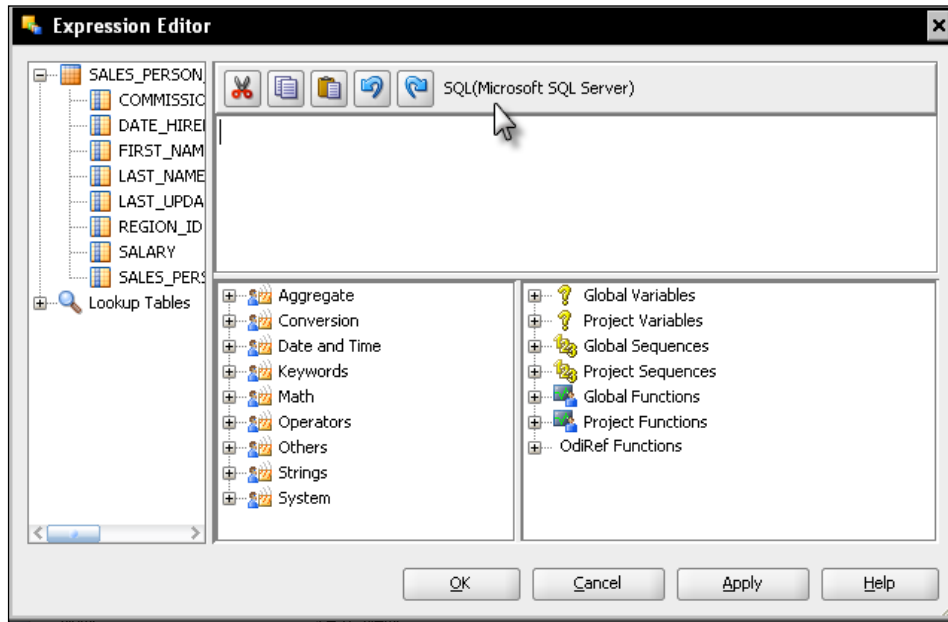 Expression Editor
SALES_PERSON_
COMMISSIO
DATE_HIRE
FIRST_NAM
LAST_NAME
LAST_UPDA
REGION_ID
SALARY
SALES_PERS
Lookup Tables
SQL(Microsoft SQL Server)
Aggregate
Conversion
Date and Time
Keywords
Math
Operators
Others
Strings
System
Global Variables
Project Variables
Global Sequences
Project Sequences
Global Functions
Project Functions
OdiRef Functions
OK
Cancel
Apply
Help